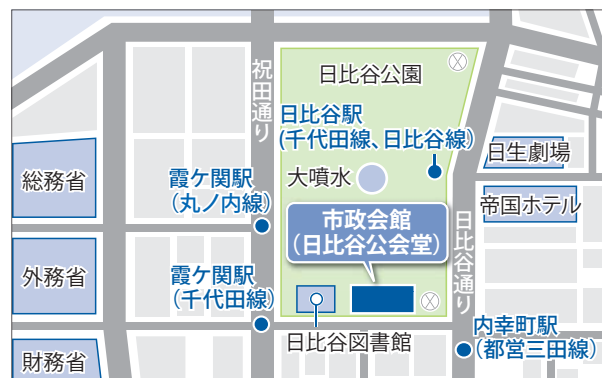 日比谷公園
祝田通り
日比谷駅
(千代田線、日比谷線)
日生劇場
総務省
霞ケ関駅
(丸ノ内線)
大噴水
帝国ホテル
市政会館
(日比谷公会堂)
日比谷通り
外務省
霞ケ関駅
(千代田線)
日比谷図書館
内幸町駅
(都営三田線)
財務省